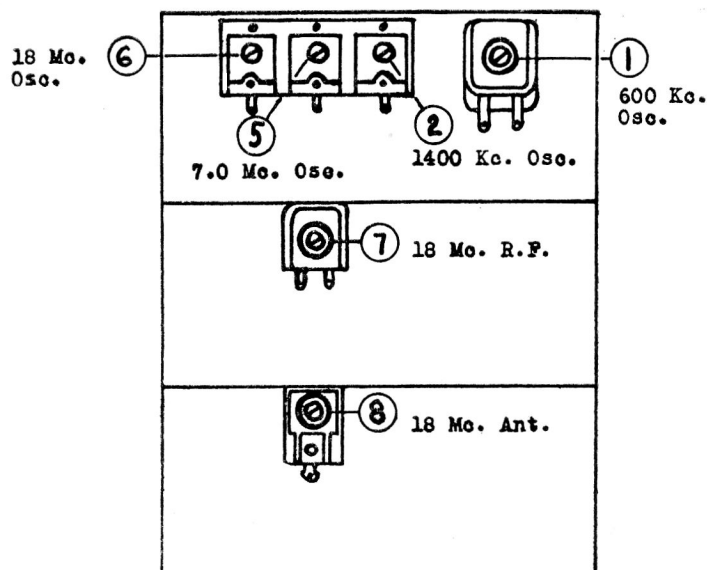 18 Mc.
Osc.
6
5
2
1
7.0 Mc. Osc.
1400 Kc. Osc.
600 Kc.
Osc.
7
18 Mc. R.F.
8
18 Mc. Ant.